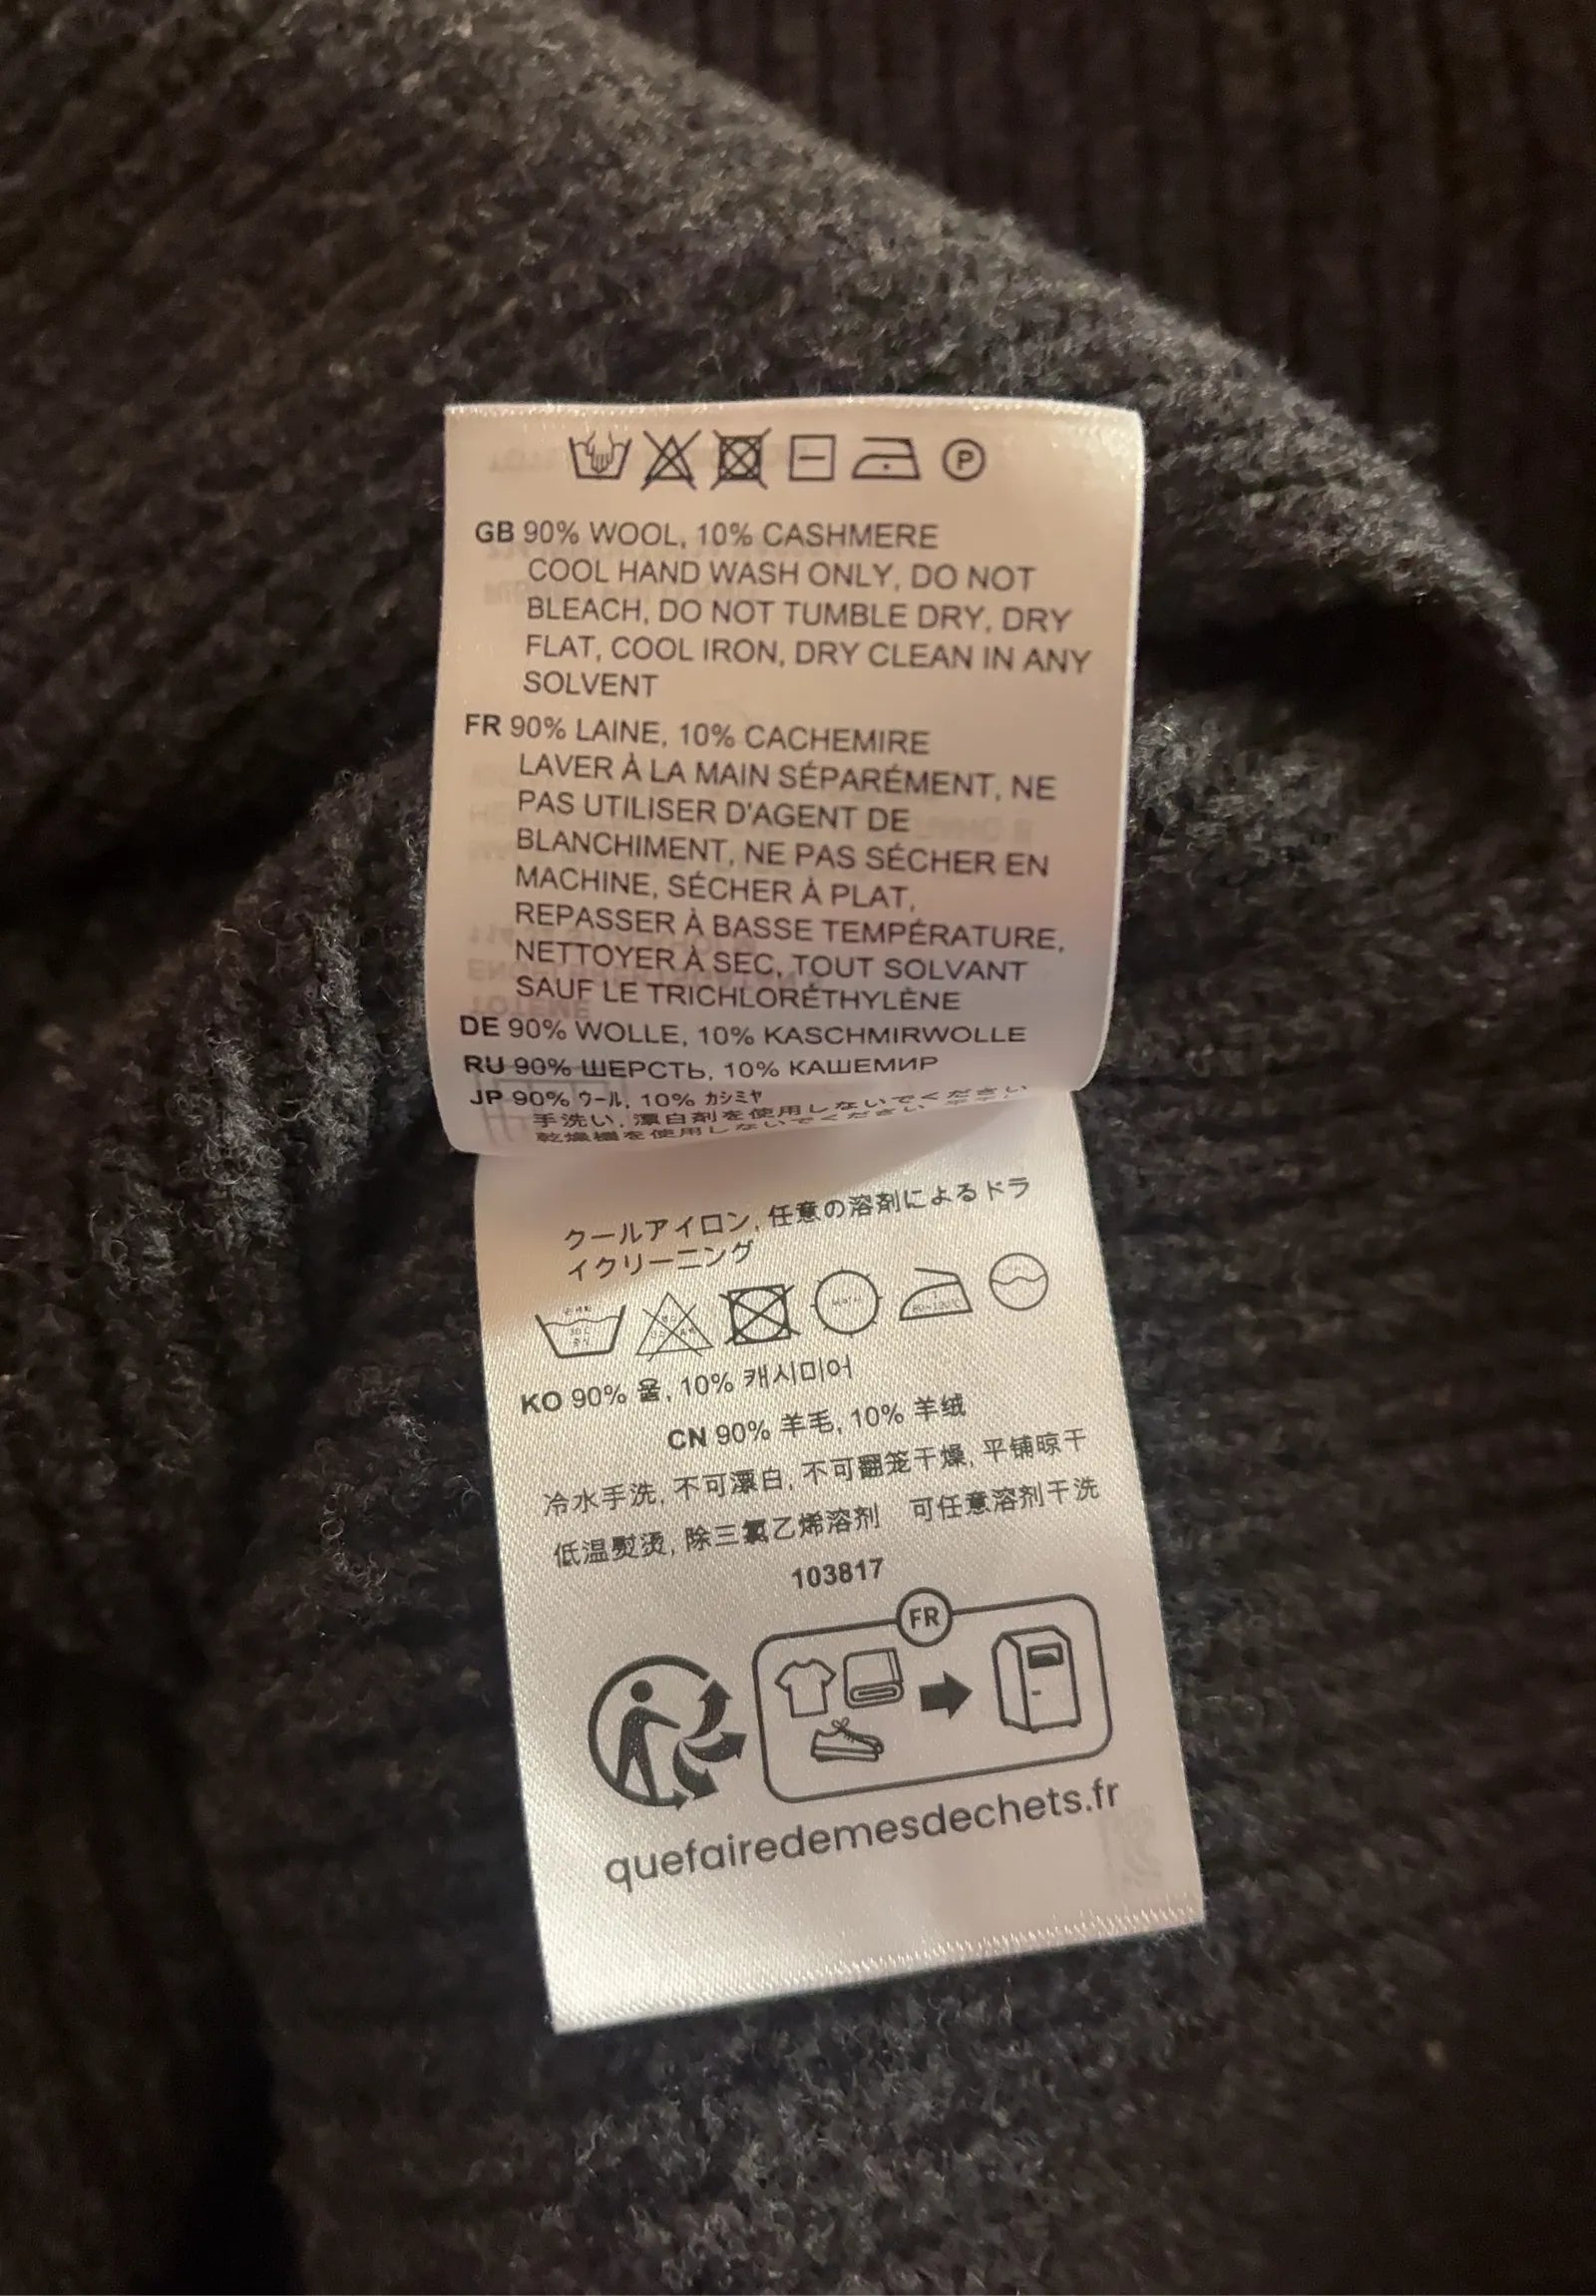 P
GB 90% WOOL, 10% CASHMERE
COOL HAND WASH ONLY, DO NOT
BLEACH, DO NOT TUMBLE DRY, DRY
FLAT, COOL IRON, DRY CLEAN IN ANY
SOLVENT
FR 90% LAINE, 10% CACHEMIRE
LAVER À LA MAIN SÉPARÉMENT, NE
PAS UTILISER D'AGENT DE
BLANCHIMENT, NE PAS SÉCHER EN
MACHINE, SÉCHER À PLAT,
REPASSER À BASSE TEMPÉRATURE,
NETTOYER À SEC, TOUT SOLVANT
SAUF LE TRICHLORÉTHYLÈNE
DE 90% WOLLE, 10% KASCHMIRWOLLE
RU 90% ШЕРСТЬ, 10% КАШЕМИР
JP 90% ウール, 10% カシミヤ
手洗い, 漂白剤を使用しないでください
乾燥機を使用しないでください
クールアイロン, 任意の溶剤によるドラ
イクリーニング
KO 90% 울, 10% 캐시미어
CN 90% 羊毛, 10% 羊绒
冷水手洗, 不可漂白, 不可翻笼干燥, 平铺晾干
低温熨烫, 除三氯乙烯溶剂 可任意溶剂干洗
103817
FR
quefairedemesdechets.fr